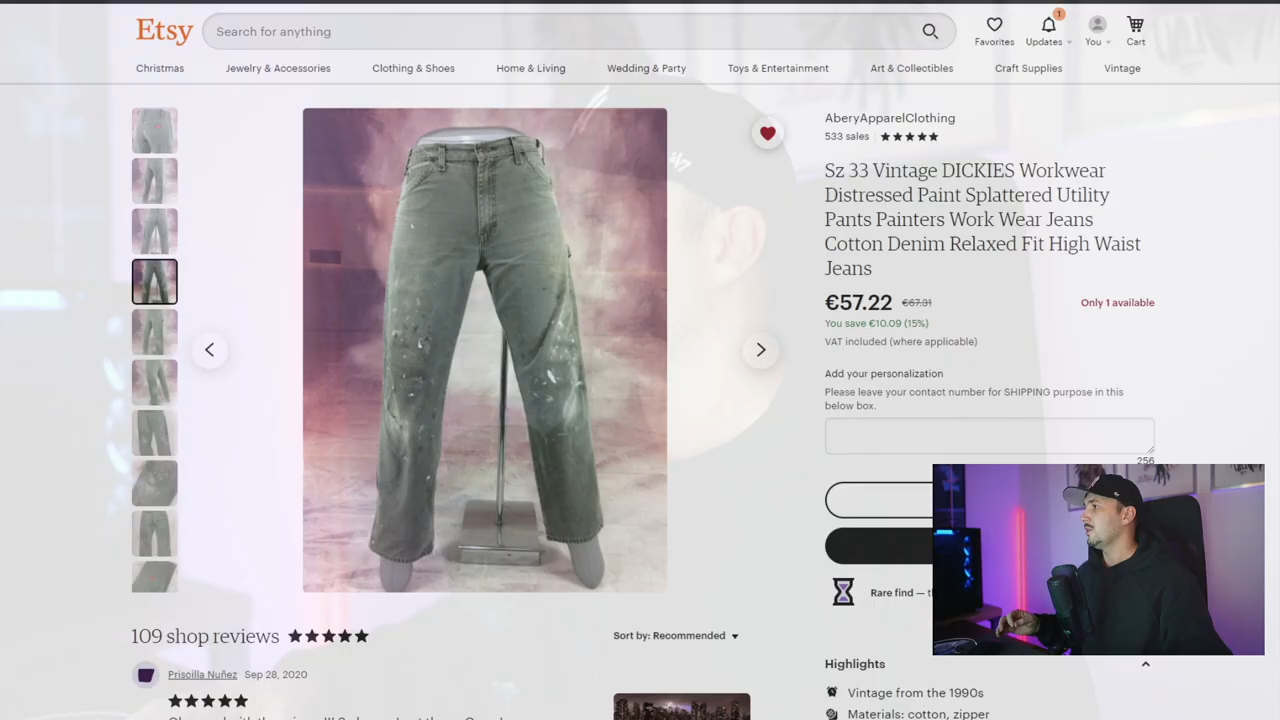 Etsy
Search for anything
1
Favorites
Updates
You
Cart
Christmas
Jewelry & Accessories
Clothing & Shoes
Home & Living
Wedding & Party
Toys & Entertainment
Art & Collectibles
Craft Supplies
Vintage
AberyApparelClothing
533 sales
Sz 33 Vintage DICKIES Workwear
Distressed Paint Splattered Utility
Pants Painters Work Wear Jeans
Cotton Denim Relaxed Fit High Waist
Jeans
€57.22 €67.31
Only 1 available
You save €10.09 (15%)
VAT included (where applicable)
Add your personalization
Please leave your contact number for SHIPPING purpose in this
below box.
256
Rare find —
109 shop reviews
Sort by: Recommended
Priscilla Nuñez Sep 28, 2020
Highlights
Vintage from the 1990s
Materials: cotton, zipper